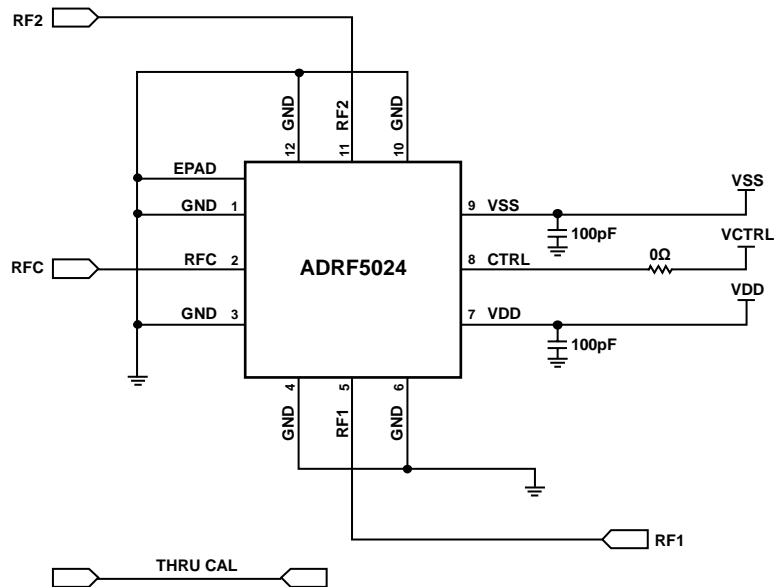 RF2
GND
RF2
GND
12
11
10
EPAD
GND 1
9 VSS
VSS
100pF
VCTRL
0Ω
RFC
RFC 2
ADRF5024
8 CTRL
VDD
GND 3
7 VDD
100pF
4
5
6
GND
RF1
GND
RF1
THRU CAL